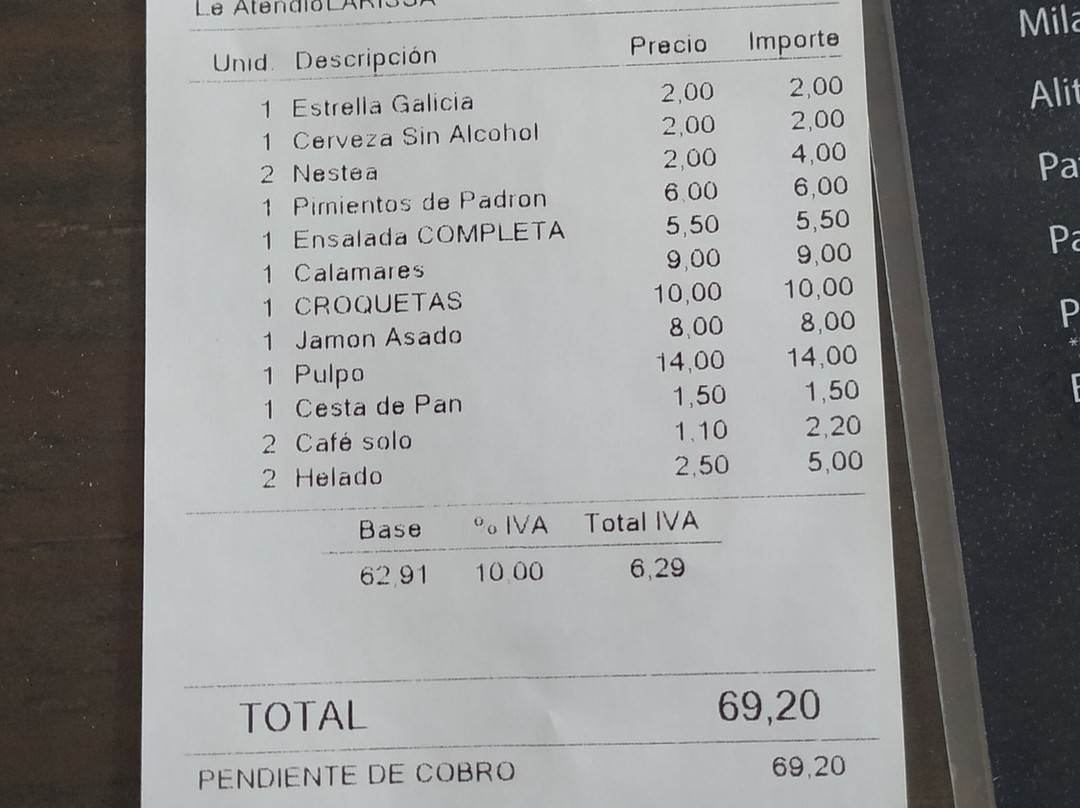 Le Atendió LARISSA
Unid. Descripción Precio Importe
1 Estrella Galicia 2,00 2,00
1 Cerveza Sin Alcohol 2,00 2,00
2 Nestea 2,00 4,00
1 Pimientos de Padron 6,00 6,00
1 Ensalada COMPLETA 5,50 5,50
1 Calamares 9,00 9,00
1 CROQUETAS 10,00 10,00
1 Jamon Asado 8,00 8,00
1 Pulpo 14,00 14,00
1 Cesta de Pan 1,50 1,50
2 Café solo 1,10 2,20
2 Helado 2,50 5,00
Base % IVA Total IVA
62,91 10,00 6,29
TOTAL 69,20
PENDIENTE DE COBRO 69,20